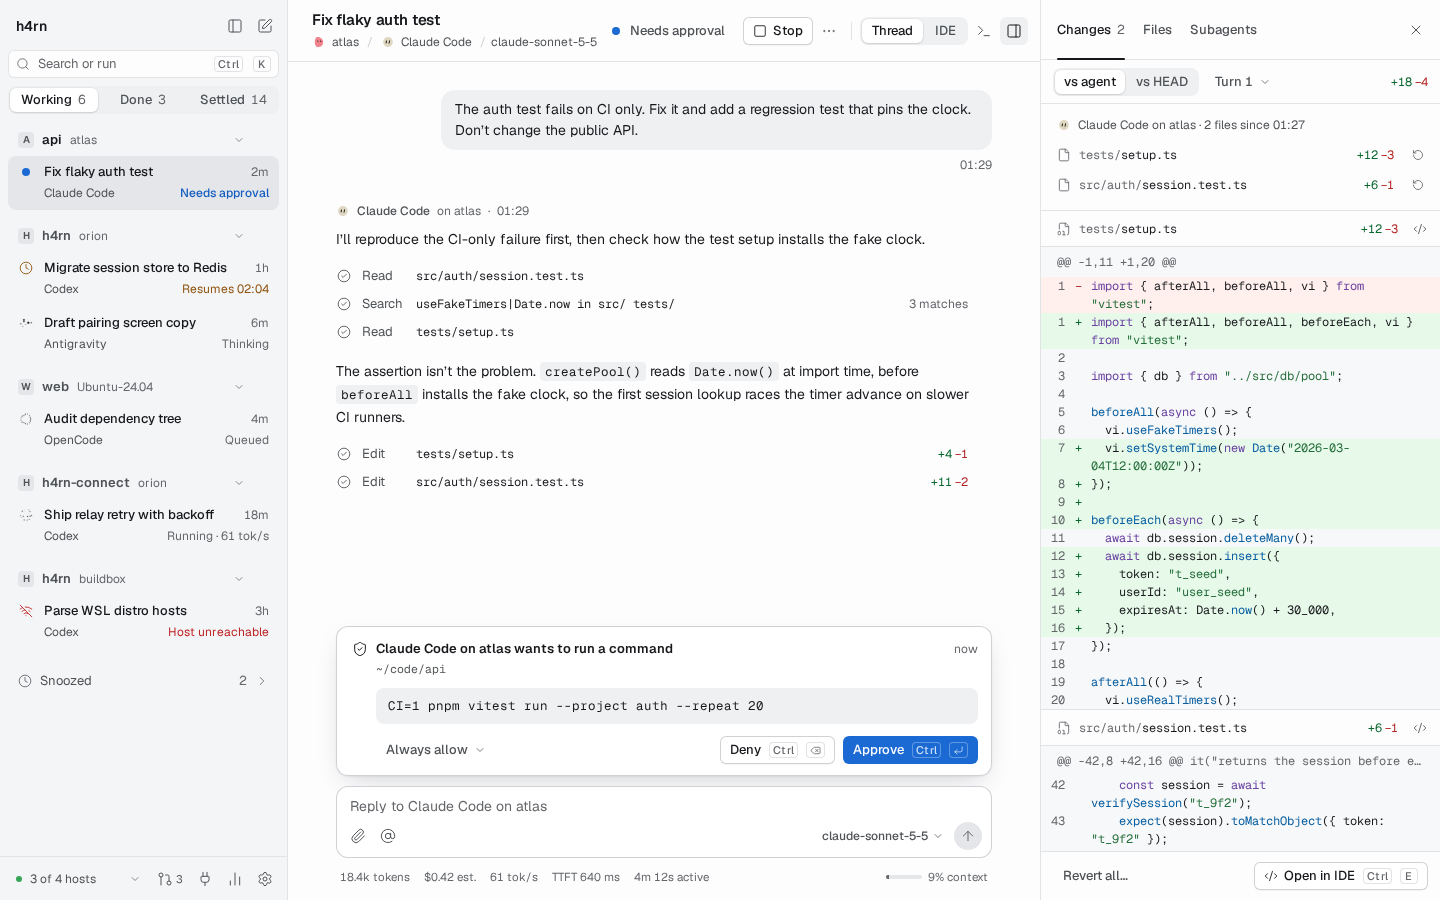 h4rn
Search or run Ctrl K
Working 6 Done 3 Settled 14
A api atlas
Fix flaky auth test 2m
Claude Code Needs approval
H h4rn orion
Migrate session store to Redis 1h
Codex Resumes 02:04
Draft pairing screen copy 6m
Antigravity Thinking
W web Ubuntu-24.04
Audit dependency tree 4m
OpenCode Queued
H h4rn-connect orion
Ship relay retry with backoff 18m
Codex Running · 61 tok/s
H h4rn buildbox
Parse WSL distro hosts 3h
Codex Host unreachable
Snoozed 2
3 of 4 hosts 3
Fix flaky auth test
atlas / Claude Code / claude-sonnet-5-5
Needs approval Stop Thread IDE
The auth test fails on CI only. Fix it and add a regression test that pins the clock.
Don't change the public API.
01:29
Claude Code on atlas · 01:29
I'll reproduce the CI-only failure first, then check how the test setup installs the fake clock.
Read src/auth/session.test.ts
Search useFakeTimers|Date.now in src/ tests/ 3 matches
Read tests/setup.ts
The assertion isn't the problem. createPool() reads Date.now() at import time, before
beforeAll installs the fake clock, so the first session lookup races the timer advance on slower
CI runners.
Edit tests/setup.ts +4 −1
Edit src/auth/session.test.ts +11 −2
Claude Code on atlas wants to run a command now
~/code/api
CI=1 pnpm vitest run --project auth --repeat 20
Always allow Deny Ctrl Approve Ctrl
Reply to Claude Code on atlas
claude-sonnet-5-5
18.4k tokens $0.42 est. 61 tok/s TTFT 640 ms 4m 12s active 9% context
Changes 2 Files Subagents
vs agent vs HEAD Turn 1 +18 −4
Claude Code on atlas · 2 files since 01:27
tests/setup.ts +12 −3
src/auth/session.test.ts +6 −1
tests/setup.ts +12 −3
@@ -1,11 +1,20 @@
1 − import { afterAll, beforeAll, vi } from
"vitest";
1 + import { afterAll, beforeAll, beforeEach, vi }
from "vitest";
2
3 import { db } from "../src/db/pool";
4
5 beforeAll(async () => {
6 vi.useFakeTimers();
7 + vi.setSystemTime(new Date("2026-03-
04T12:00:00Z"));
8 + });
9 +
10 + beforeEach(async () => {
11 await db.session.deleteMany();
12 + await db.session.insert({
13 + token: "t_seed",
14 + userId: "user_seed",
15 + expiresAt: Date.now() + 30_000,
16 + });
17 });
18
19 afterAll(() => {
20 vi.useRealTimers();
src/auth/session.test.ts +6 −1
@@ -42,8 +42,16 @@ it("returns the session before e…
42 const session = await
verifySession("t_9f2");
43 expect(session).toMatchObject({ token:
"t_9f2" });
Revert all… Open in IDE Ctrl E